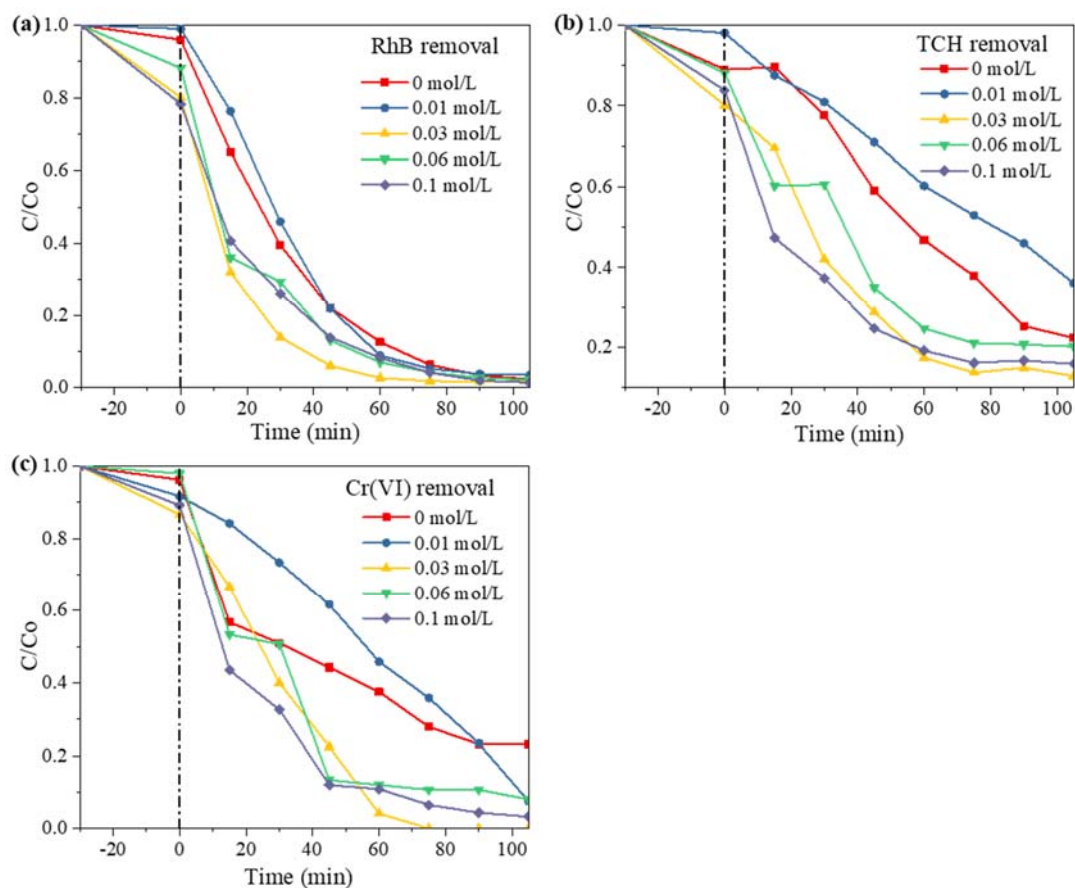 (a)
RhB removal
0 mol/L
0.01 mol/L
0.03 mol/L
0.06 mol/L
0.1 mol/L
1.0
0.8
0.6
0.4
0.2
0.0
C/Co
-20 0 20 40 60 80 100
Time (min)
(b)
TCH removal
0 mol/L
0.01 mol/L
0.03 mol/L
0.06 mol/L
0.1 mol/L
1.0
0.8
0.6
0.4
0.2
C/Co
-20 0 20 40 60 80 100
Time (min)
(c)
Cr(VI) removal
0 mol/L
0.01 mol/L
0.03 mol/L
0.06 mol/L
0.1 mol/L
1.0
0.8
0.6
0.4
0.2
0.0
C/Co
-20 0 20 40 60 80 100
Time (min)